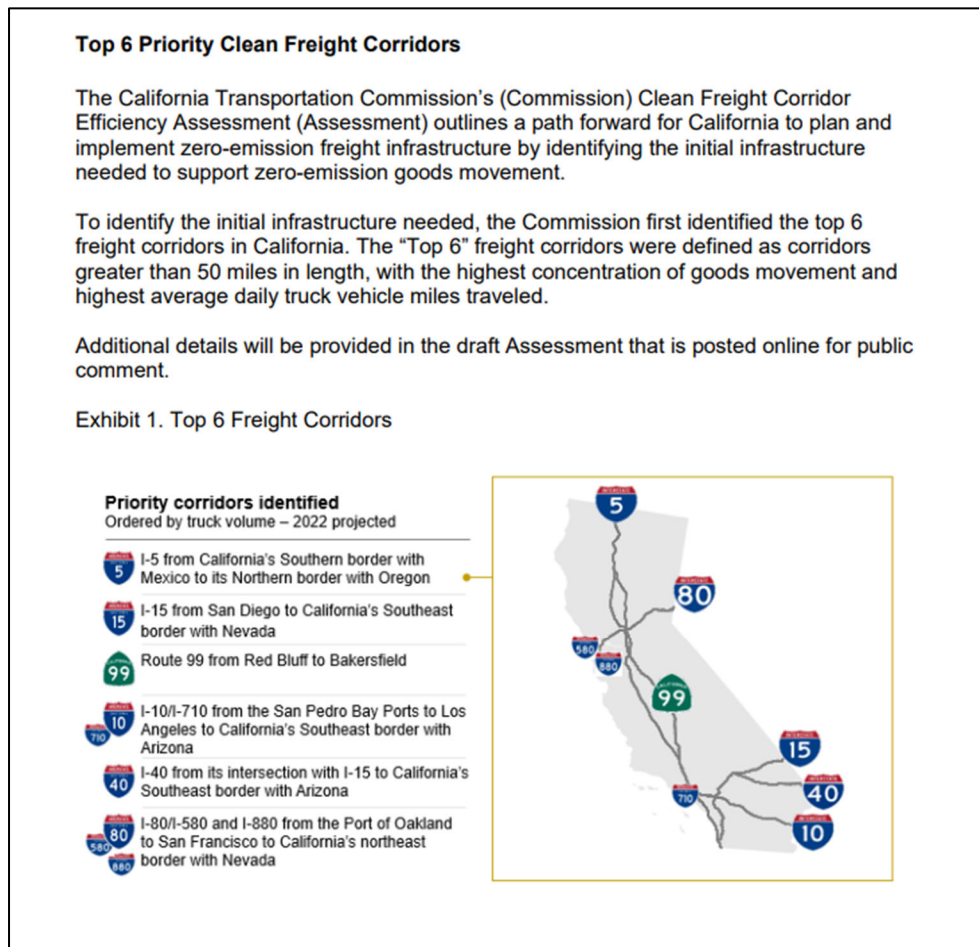 Top 6 Priority Clean Freight Corridors
The California Transportation Commission's (Commission) Clean Freight Corridor
Efficiency Assessment (Assessment) outlines a path forward for California to plan and
implement zero-emission freight infrastructure by identifying the initial infrastructure
needed to support zero-emission goods movement.
To identify the initial infrastructure needed, the Commission first identified the top 6
freight corridors in California. The “Top 6” freight corridors were defined as corridors
greater than 50 miles in length, with the highest concentration of goods movement and
highest average daily truck vehicle miles traveled.
Additional details will be provided in the draft Assessment that is posted online for public
comment.
Exhibit 1. Top 6 Freight Corridors
Priority corridors identified
Ordered by truck volume – 2022 projected
5
I-5 from California's Southern border with
Mexico to its Northern border with Oregon
15
I-15 from San Diego to California's Southeast
border with Nevada
99
Route 99 from Red Bluff to Bakersfield
10
710
I-10/I-710 from the San Pedro Bay Ports to Los
Angeles to California's Southeast border with
Arizona
40
I-40 from its intersection with I-15 to California's
Southeast border with Arizona
80
580
880
I-80/I-580 and I-880 from the Port of Oakland
to San Francisco to California's northeast
border with Nevada
INTERSTATE
5
INTERSTATE
80
580
880
CALIFORNIA
99
INTERSTATE
15
INTERSTATE
40
710
INTERSTATE
10